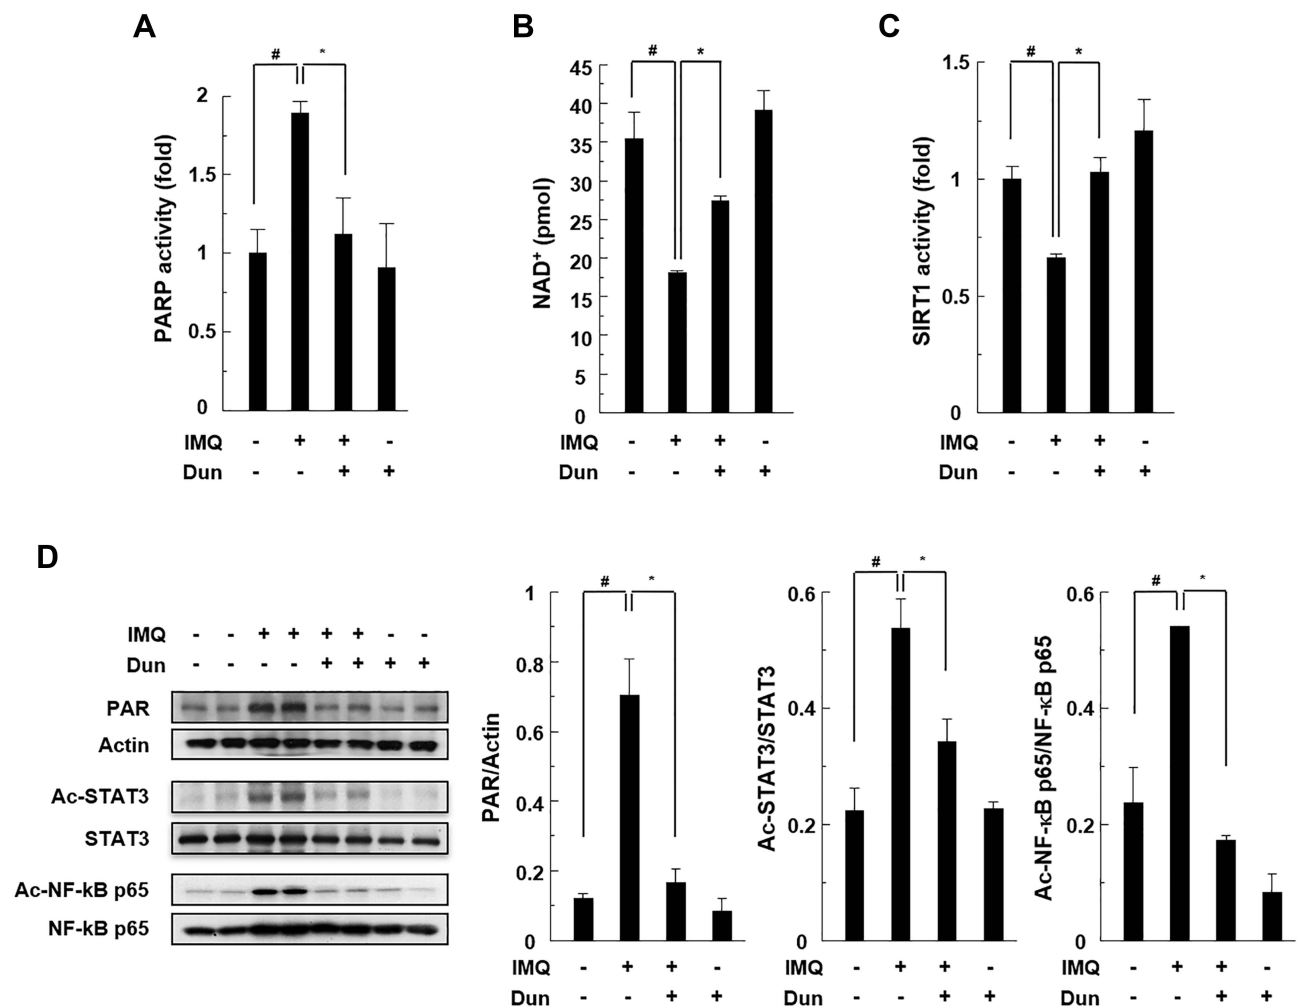 A
B
C
# *
# *
# *
PARP activity (fold)
2
1.5
1
0.5
0
NAD+ (pmol)
45
40
35
30
25
20
15
10
5
0
SIRT1 activity (fold)
1.5
1
0.5
0
IMQ - + + -
Dun - - + +
IMQ - + + -
Dun - - + +
IMQ - + + -
Dun - - + +
D
IMQ - - + + + + - -
Dun - - - - + + + +
PAR
Actin
Ac-STAT3
STAT3
Ac-NF-kB p65
NF-kB p65
# *
PAR/Actin
1
0.8
0.6
0.4
0.2
0
IMQ - + + -
Dun - - + +
# *
Ac-STAT3/STAT3
0.6
0.4
0.2
0
IMQ - + + -
Dun - - + +
# *
Ac-NF-κB p65/NF-κB p65
0.6
0.4
0.2
0
IMQ - + + -
Dun - - + +